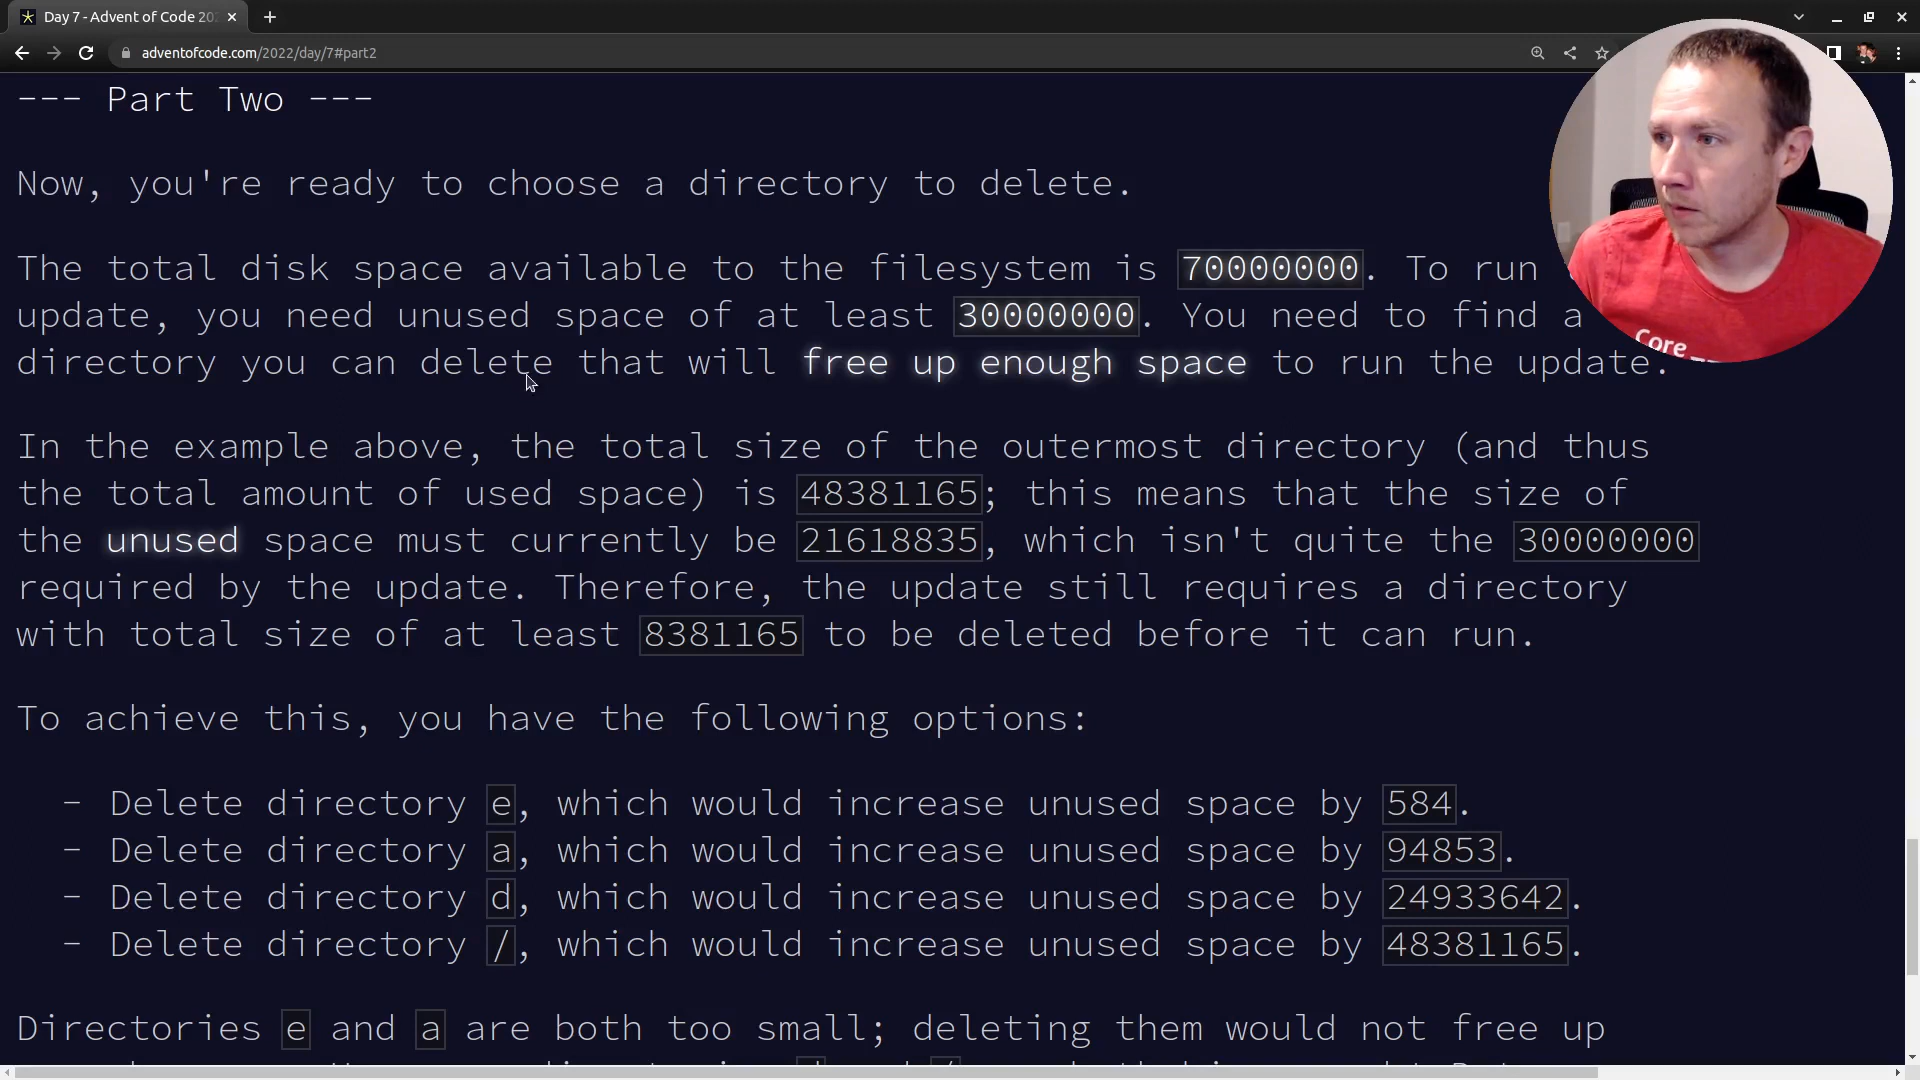 Day 7 - Advent of Code 202
adventofcode.com/2022/day/7#part2
--- Part Two ---
Now, you're ready to choose a directory to delete.
The total disk space available to the filesystem is 70000000. To run
update, you need unused space of at least 30000000. You need to find a
directory you can delete that will free up enough space to run the update.
In the example above, the total size of the outermost directory (and thus
the total amount of used space) is 48381165; this means that the size of
the unused space must currently be 21618835, which isn't quite the 30000000
required by the update. Therefore, the update still requires a directory
with total size of at least 8381165 to be deleted before it can run.
To achieve this, you have the following options:
- Delete directory e, which would increase unused space by 584.
- Delete directory a, which would increase unused space by 94853.
- Delete directory d, which would increase unused space by 24933642.
- Delete directory /, which would increase unused space by 48381165.
Directories e and a are both too small; deleting them would not free up
Core